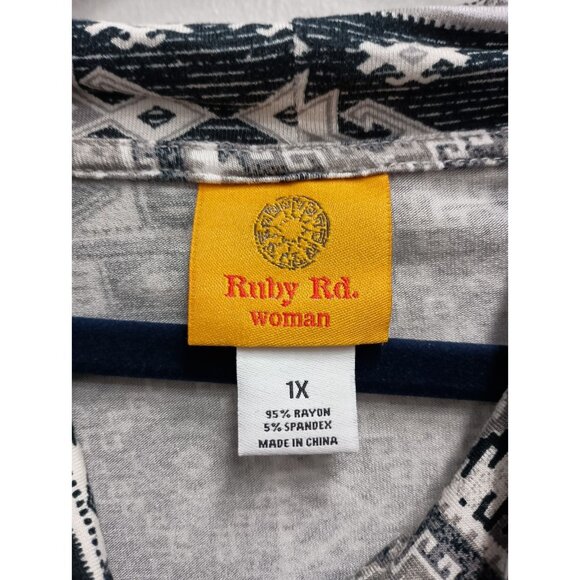 Ruby Rd.
woman
1X
95% RAYON
5% SPANDEX
MADE IN CHINA